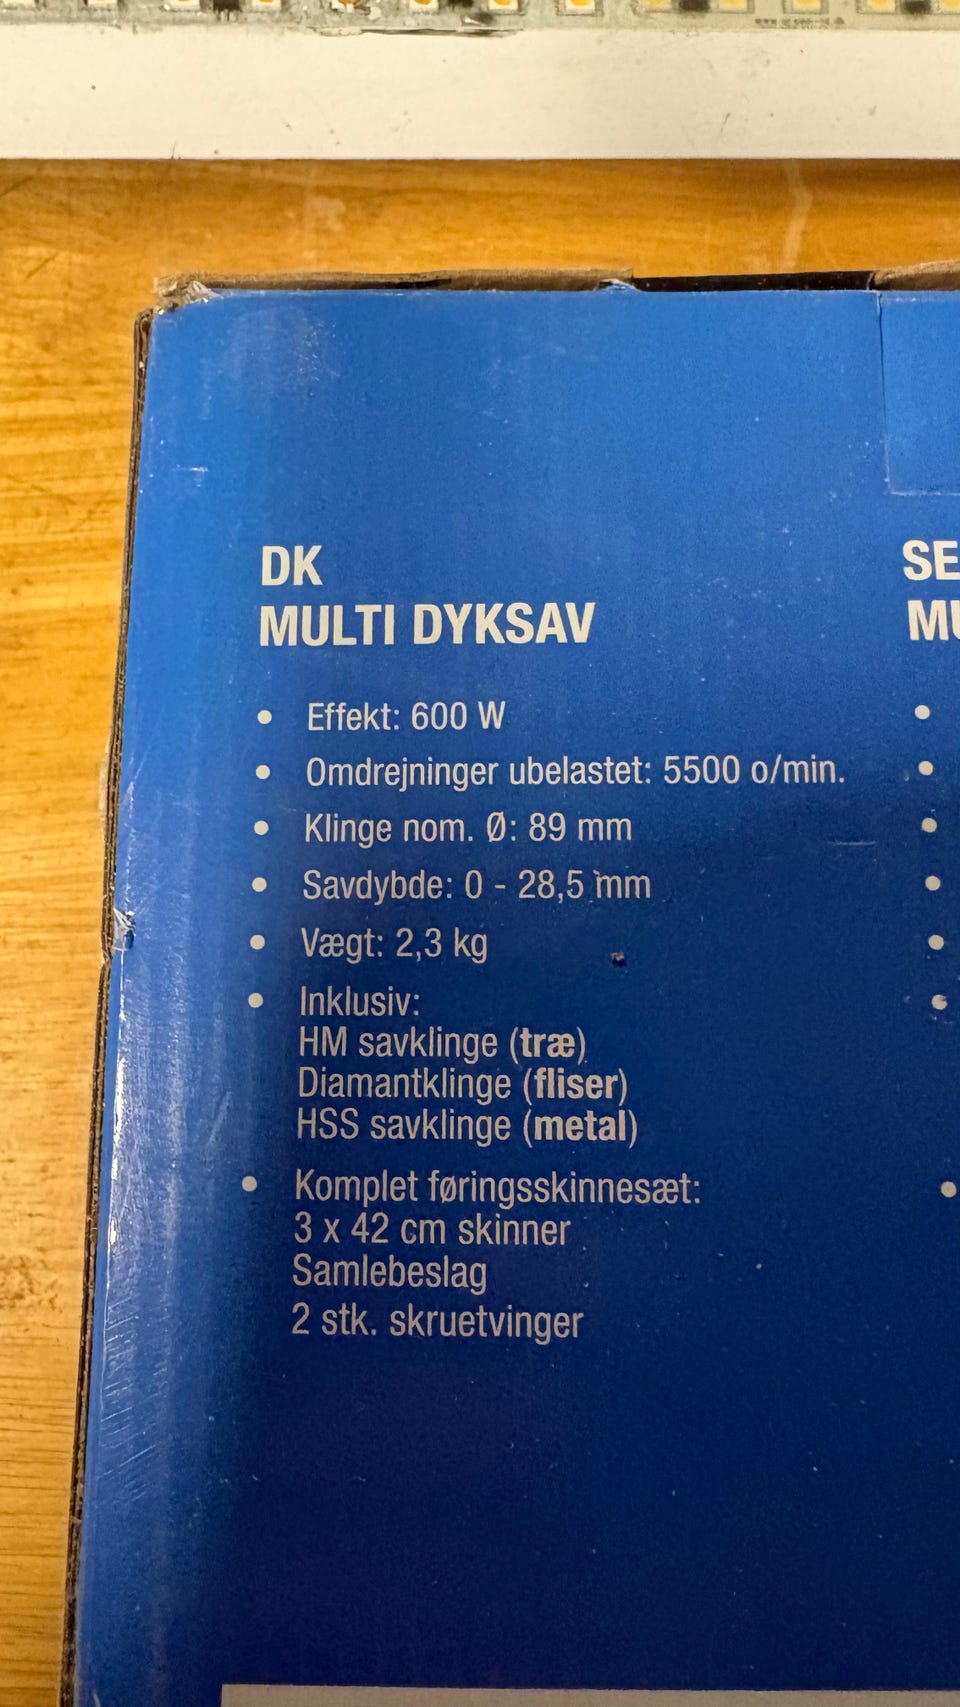 DK
MULTI DYKSAV
• Effekt: 600 W
• Omdrejninger ubelastet: 5500 o/min.
• Klinge nom. Ø: 89 mm
• Savdybde: 0 - 28,5 mm
• Vægt: 2,3 kg
• Inklusiv:
HM savklinge (træ)
Diamantklinge (fliser)
HSS savklinge (metal)
• Komplet føringsskinnesæt:
3 x 42 cm skinner
Samlebeslag
2 stk. skruetvinger
SE
MU